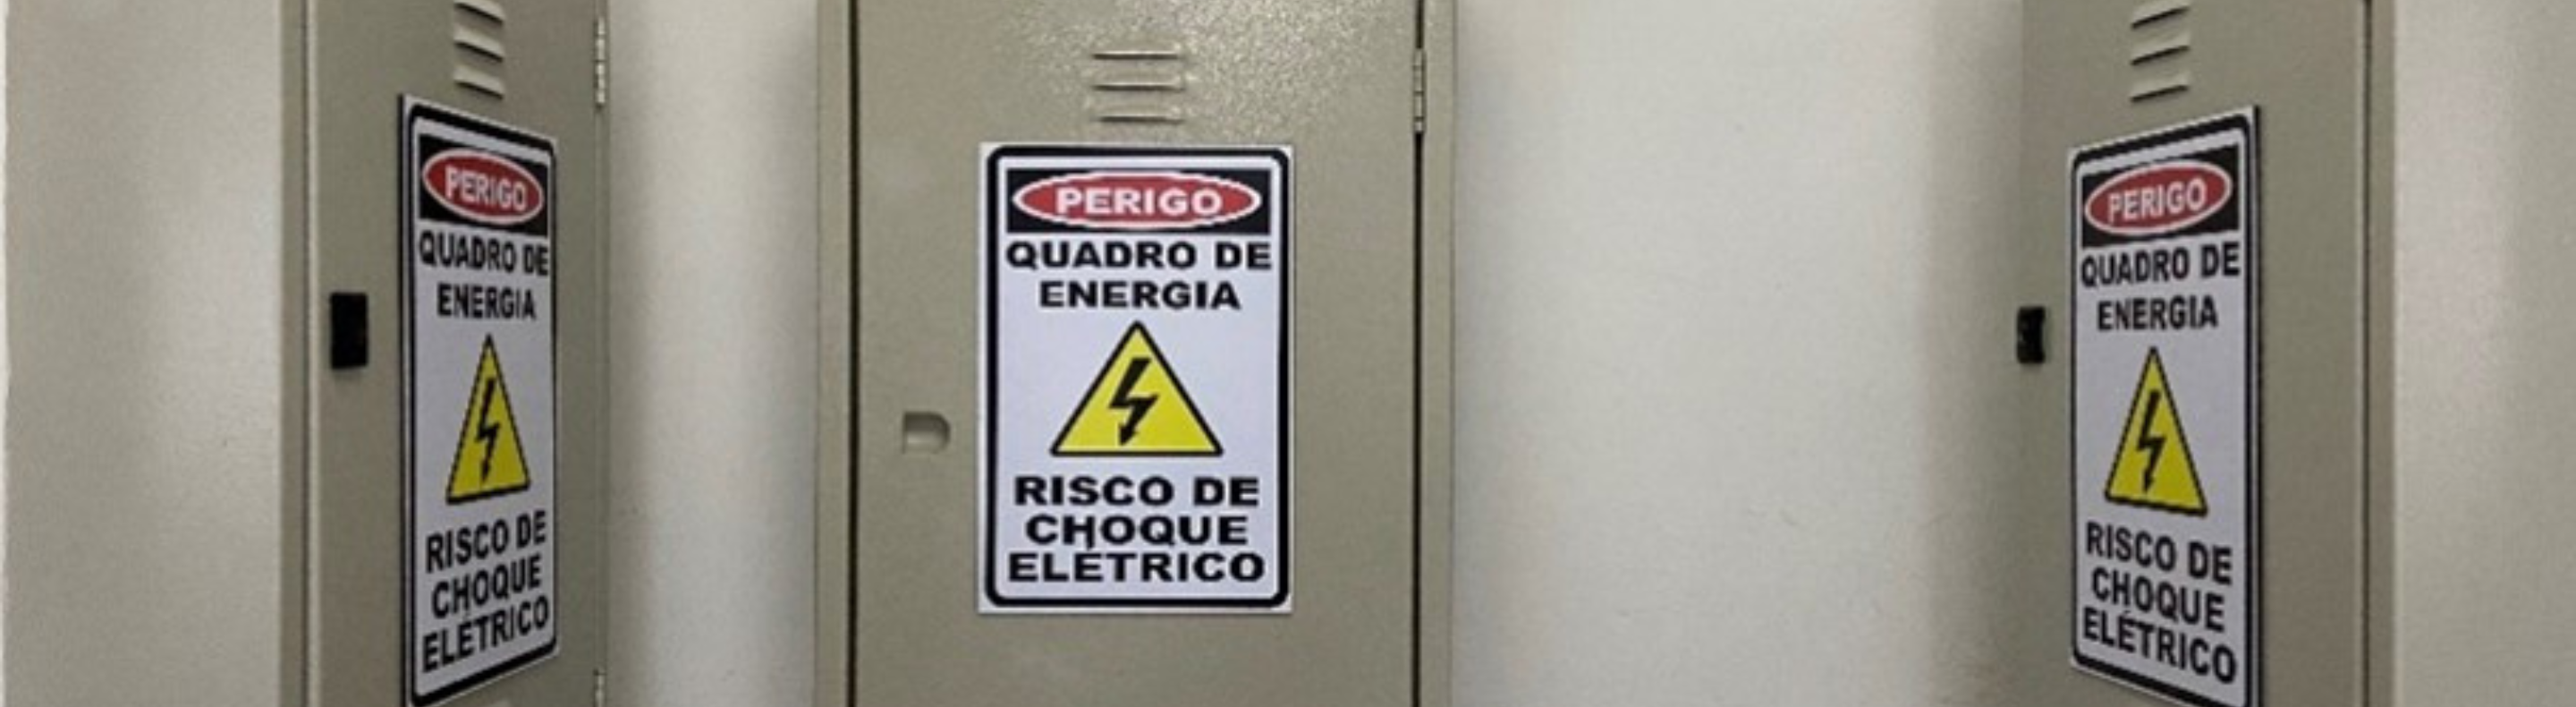 PERIGO
QUADRO DE
ENERGIA
RISCO DE
CHOQUE
ELÉTRICO
PERIGO
QUADRO DE
ENERGIA
RISCO DE
CHOQUE
ELÉTRICO
PERIGO
QUADRO DE
ENERGIA
RISCO DE
CHOQUE
ELÉTRICO